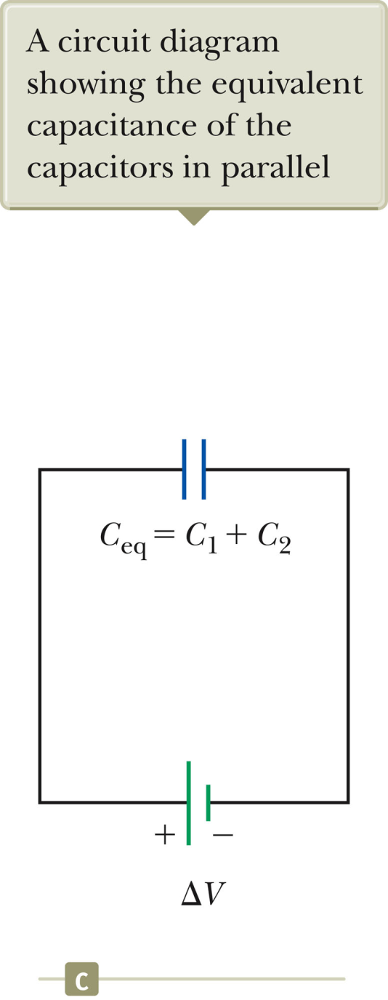 A circuit diagram
showing the equivalent
capacitance of the
capacitors in parallel
C_eq = C_1 + C_2
+ −
ΔV
C